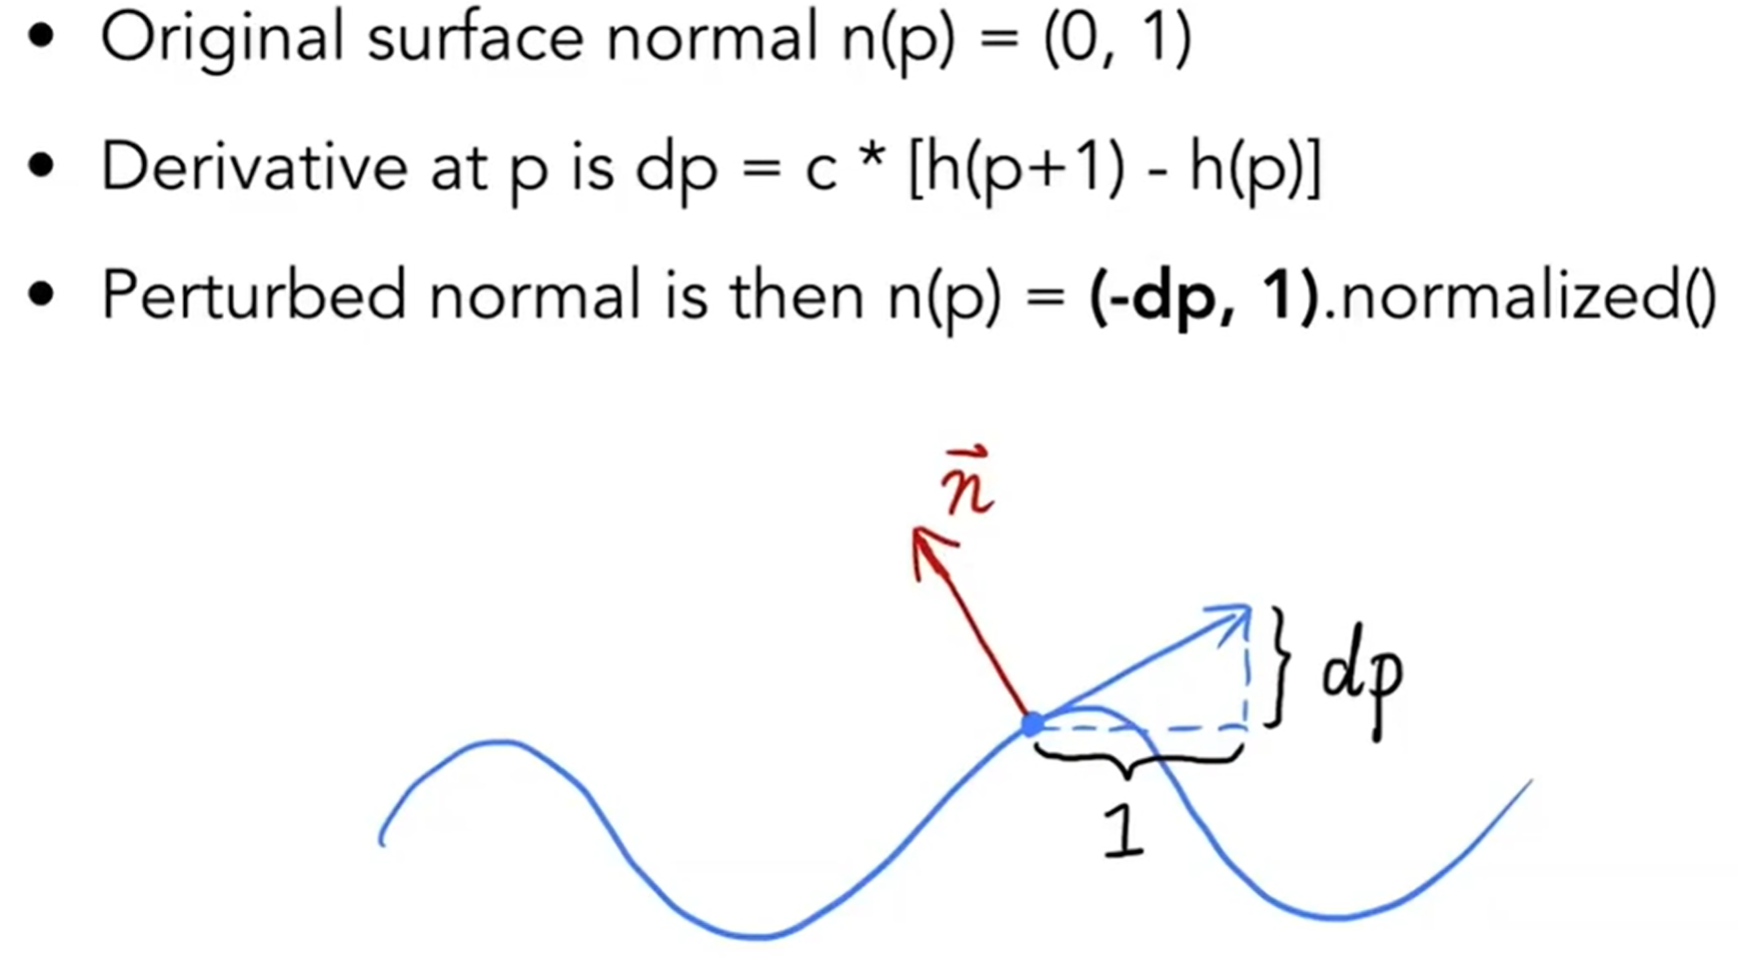 • Original surface normal n(p) = (0, 1)
• Derivative at p is dp = c * [h(p+1) - h(p)]
• Perturbed normal is then n(p) = (-dp, 1).normalized()
n⃗
dp
1